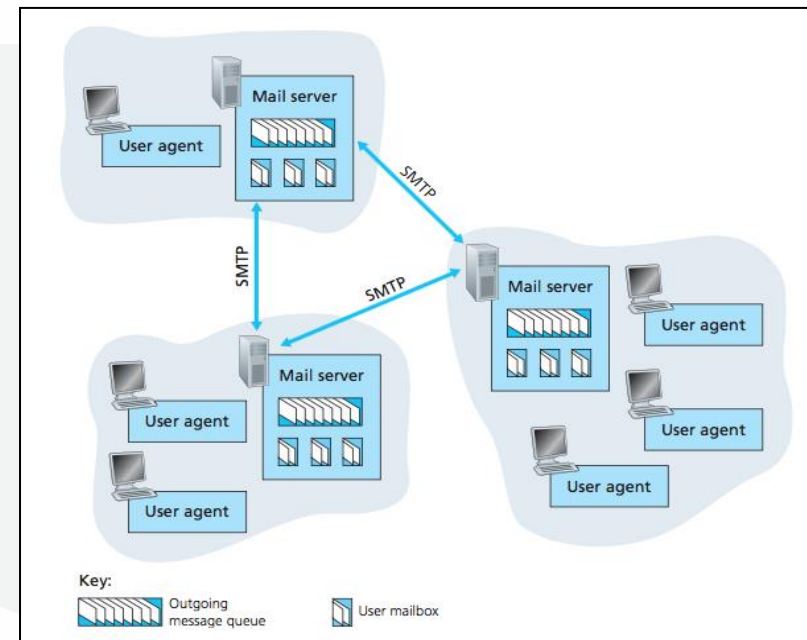 Mail server
User agent
SMTP
SMTP
SMTP
Mail server
User agent
Mail server
User agent
User agent
User agent
User agent
Key:
Outgoing
message queue
User mailbox